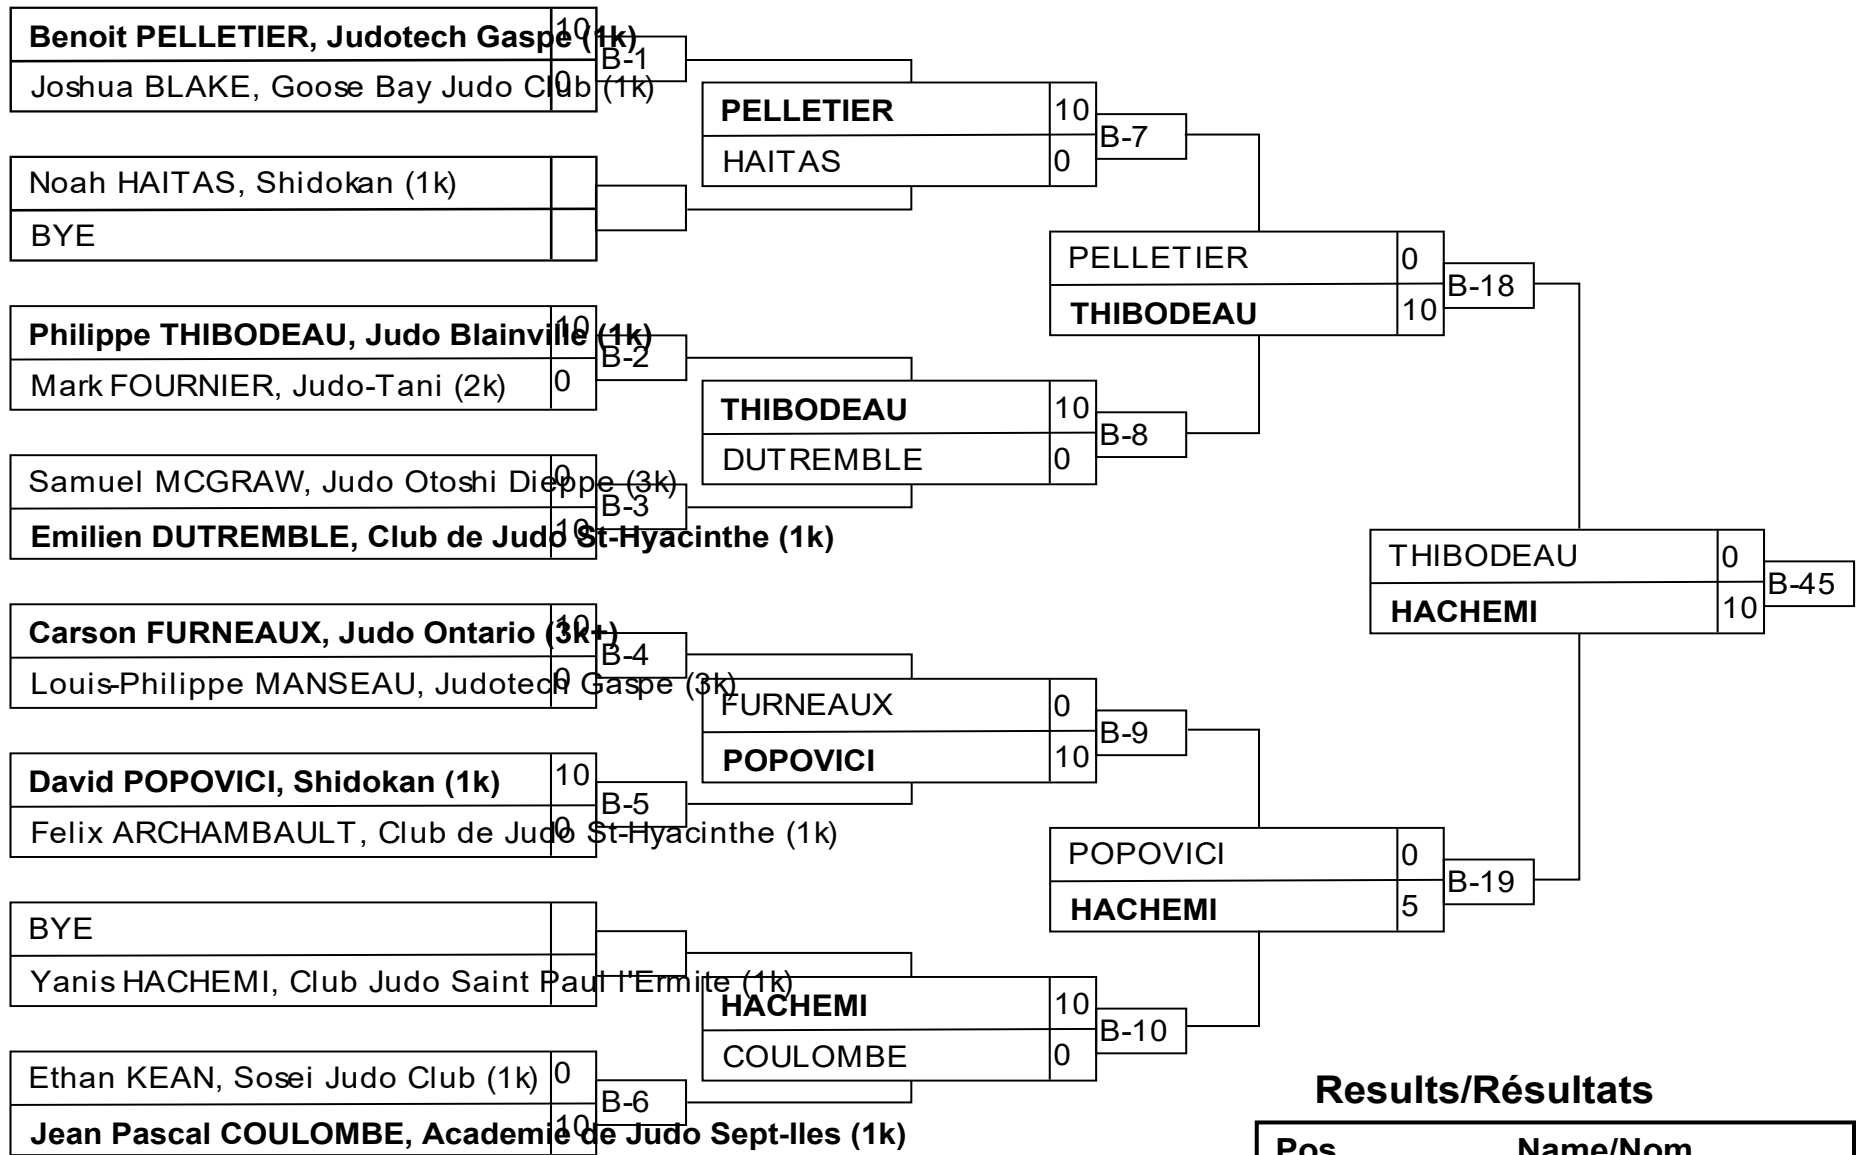 Benoit PELLETIER, Judotech Gaspe (1k) 10
B-1
Joshua BLAKE, Goose Bay Judo Club (1k) 0
PELLETIER 10
B-7
HAITAS 0
Noah HAITAS, Shidokan (1k)
BYE
PELLETIER 0
B-18
THIBODEAU 10
Philippe THIBODEAU, Judo Blainville (1k) 10
B-2
Mark FOURNIER, Judo-Tani (2k) 0
THIBODEAU 10
B-8
DUTREMBLE 0
Samuel MCGRAW, Judo Otoshi Dieppe (3k) 0
B-3
Emilien DUTREMBLE, Club de Judo St-Hyacinthe (1k) 10
THIBODEAU 0
B-45
HACHEMI 10
Carson FURNEAUX, Judo Ontario (3k+) 10
B-4
Louis-Philippe MANSEAU, Judotech Gaspe (3k) 0
FURNEAUX 0
B-9
POPOVICI 10
David POPOVICI, Shidokan (1k) 10
B-5
Felix ARCHAMBAULT, Club de Judo St-Hyacinthe (1k) 0
POPOVICI 0
B-19
HACHEMI 5
BYE
Yanis HACHEMI, Club Judo Saint Paul l'Ermite (1k)
HACHEMI 10
B-10
COULOMBE 0
Ethan KEAN, Sosei Judo Club (1k) 0
B-6
Jean Pascal COULOMBE, Academie de Judo Sept-Iles (1k) 10
Results/Résultats
Pos Name/Nom